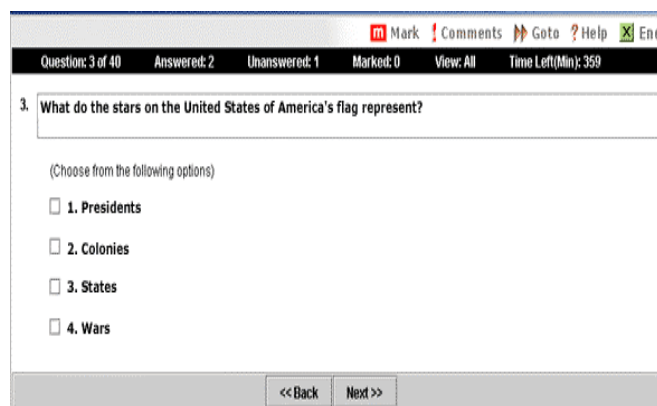 m Mark ! Comments Goto ? Help X En
Question: 3 of 40 Answered: 2 Unanswered: 1 Marked: 0 View: All Time Left(Min): 359
3. What do the stars on the United States of America's flag represent?
(Choose from the following options)
1. Presidents
2. Colonies
3. States
4. Wars
<< Back Next >>